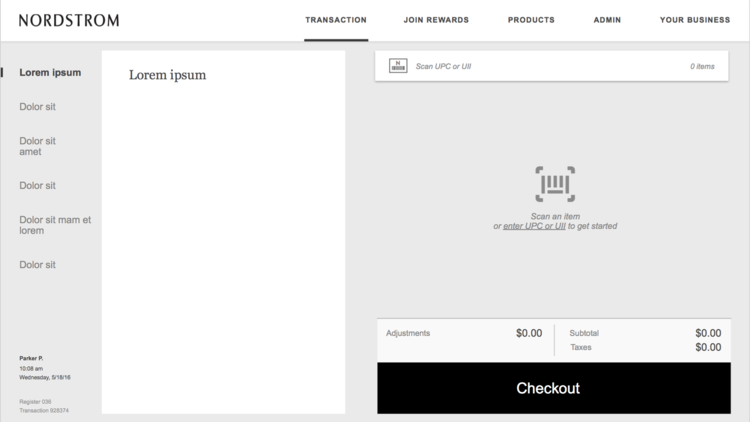 NORDSTROM
TRANSACTION
JOIN REWARDS
PRODUCTS
ADMIN
YOUR BUSINESS
Lorem ipsum
Dolor sit
Dolor sit
amet
Dolor sit
Dolor sit mam et
lorem
Dolor sit
Parker P.
10:08 am
Wednesday, 5/18/16
Register 036
Transaction 928374
Lorem ipsum
N
Scan UPC or UII
0 items
Scan an item
or enter UPC or UII to get started
Adjustments $0.00
Subtotal $0.00
Taxes $0.00
Checkout